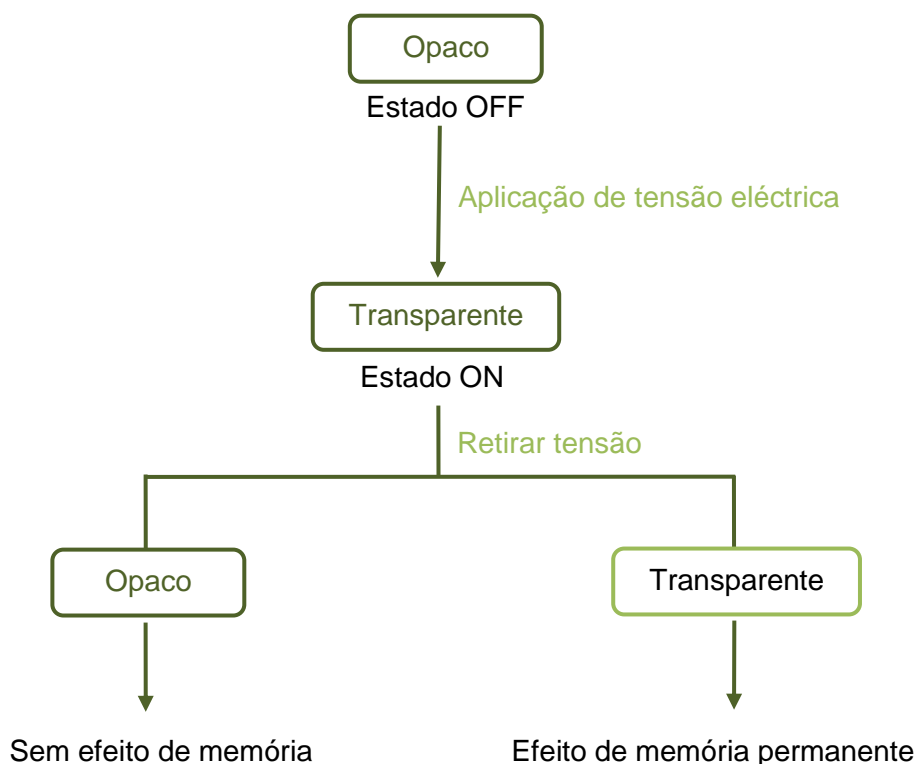 Opaco
Estado OFF
Aplicação de tensão eléctrica
Transparente
Estado ON
Retirar tensão
Opaco
Transparente
Sem efeito de memória
Efeito de memória permanente